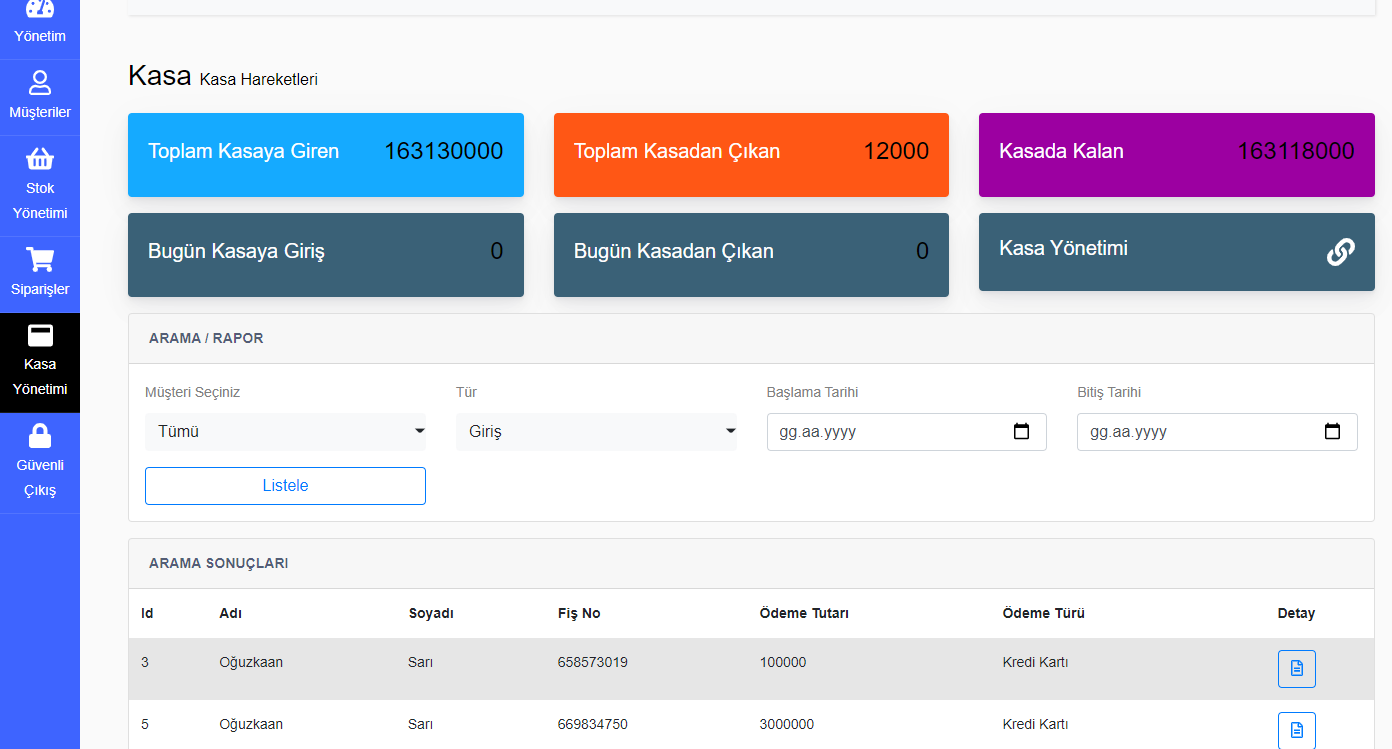 Yönetim
Müşteriler
Stok
Yönetimi
Siparişler
Kasa
Yönetimi
Güvenli
Çıkış
Kasa Kasa Hareketleri
Toplam Kasaya Giren 163130000
Toplam Kasadan Çıkan 12000
Kasada Kalan 163118000
Bugün Kasaya Giriş 0
Bugün Kasadan Çıkan 0
Kasa Yönetimi
ARAMA / RAPOR
Müşteri Seçiniz Tür Başlama Tarihi Bitiş Tarihi
Tümü Giriş gg.aa.yyyy gg.aa.yyyy
Listele
ARAMA SONUÇLARI
Id Adı Soyadı Fiş No Ödeme Tutarı Ödeme Türü Detay
3 Oğuzkaan Sarı 658573019 100000 Kredi Kartı
5 Oğuzkaan Sarı 669834750 3000000 Kredi Kartı